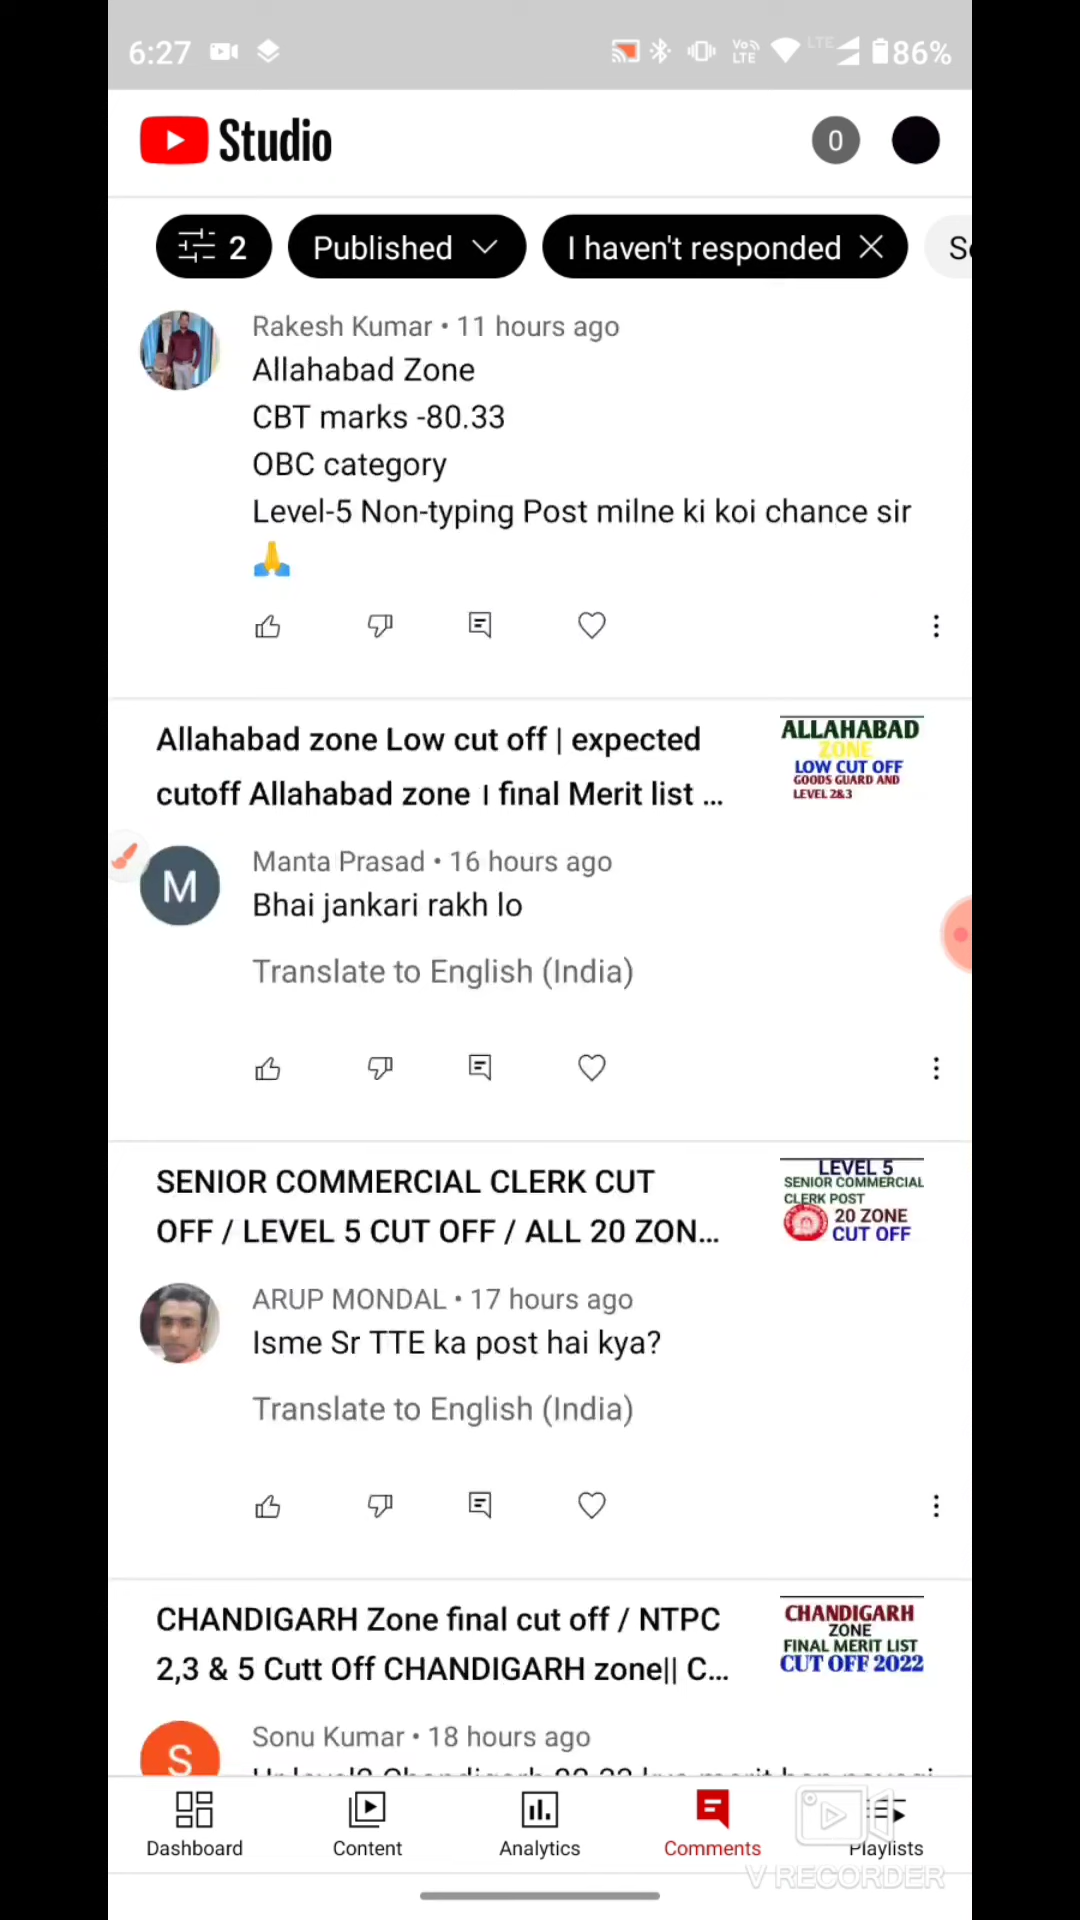 6:27
Vo LTE
LTE
86%
Studio
0
2
Published
I haven't responded
Rakesh Kumar • 11 hours ago
Allahabad Zone
CBT marks -80.33
OBC category
Level-5 Non-typing Post milne ki koi chance sir
🙏
Allahabad zone Low cut off | expected
cutoff Allahabad zone । final Merit list ...
ALLAHABAD
ZONE
LOW CUT OFF
GOODS GUARD AND
LEVEL 2&3
M
Manta Prasad • 16 hours ago
Bhai jankari rakh lo
Translate to English (India)
SENIOR COMMERCIAL CLERK CUT
OFF / LEVEL 5 CUT OFF / ALL 20 ZON...
LEVEL 5
SENIOR COMMERCIAL
CLERK POST
20 ZONE
CUT OFF
ARUP MONDAL • 17 hours ago
Isme Sr TTE ka post hai kya?
Translate to English (India)
CHANDIGARH Zone final cut off / NTPC
2,3 & 5 Cutt Off CHANDIGARH zone|| C...
CHANDIGARH
ZONE
FINAL MERIT LIST
CUT OFF 2022
S
Sonu Kumar • 18 hours ago
Dashboard
Content
Analytics
Comments
Playlists
V RECORDER